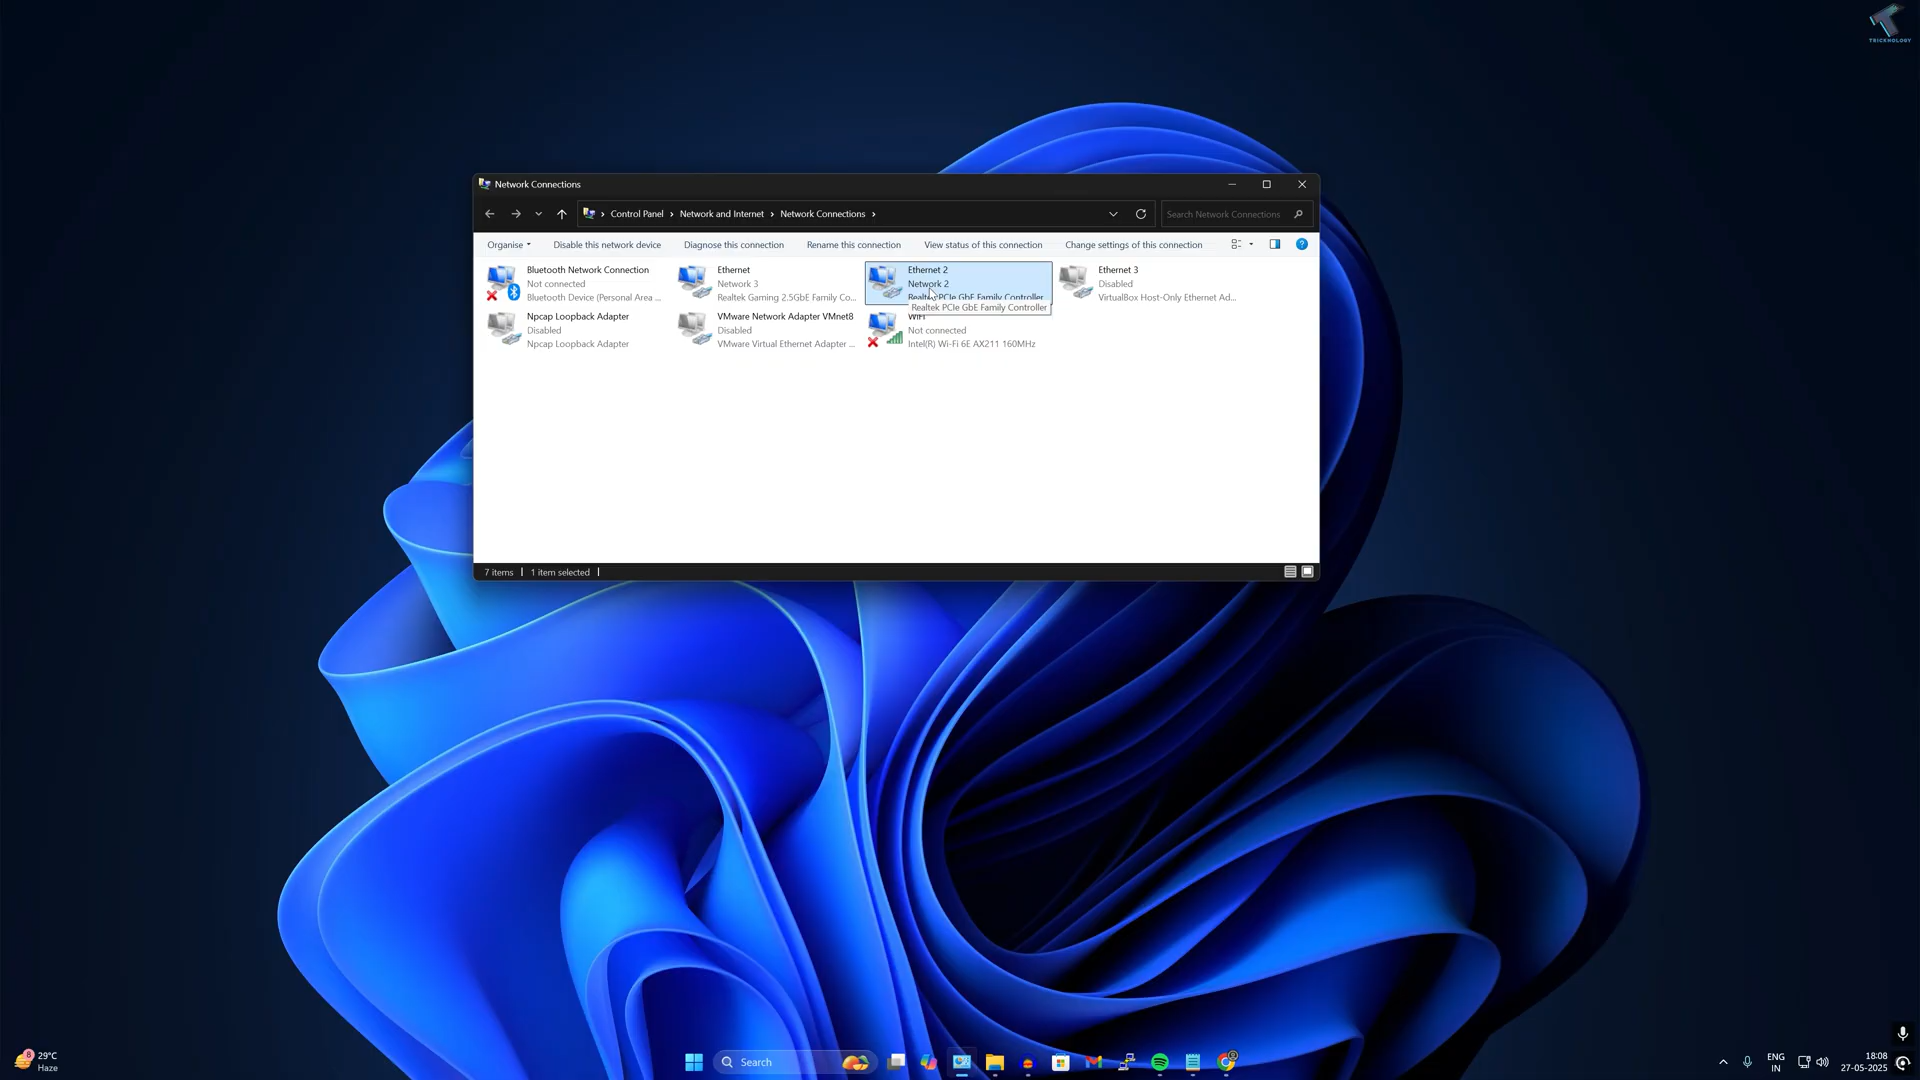 TRICKNOLOGY
Network Connections
Control Panel > Network and Internet > Network Connections >
Search Network Connections
Organise
Disable this network device
Diagnose this connection
Rename this connection
View status of this connection
Change settings of this connection
Bluetooth Network Connection
Not connected
Bluetooth Device (Personal Area ...
Ethernet
Network 3
Realtek Gaming 2.5GbE Family Co...
Ethernet 2
Network 2
Realtek PCIe GbE Family Controller
Realtek PCIe GbE Family Controller
Ethernet 3
Disabled
VirtualBox Host-Only Ethernet Ad...
Npcap Loopback Adapter
Disabled
Npcap Loopback Adapter
VMware Network Adapter VMnet8
Disabled
VMware Virtual Ethernet Adapter ...
WiFi
Not connected
Intel(R) Wi-Fi 6E AX211 160MHz
7 items
1 item selected
8
29°C
Haze
Search
ENG
IN
18:08
27-05-2025